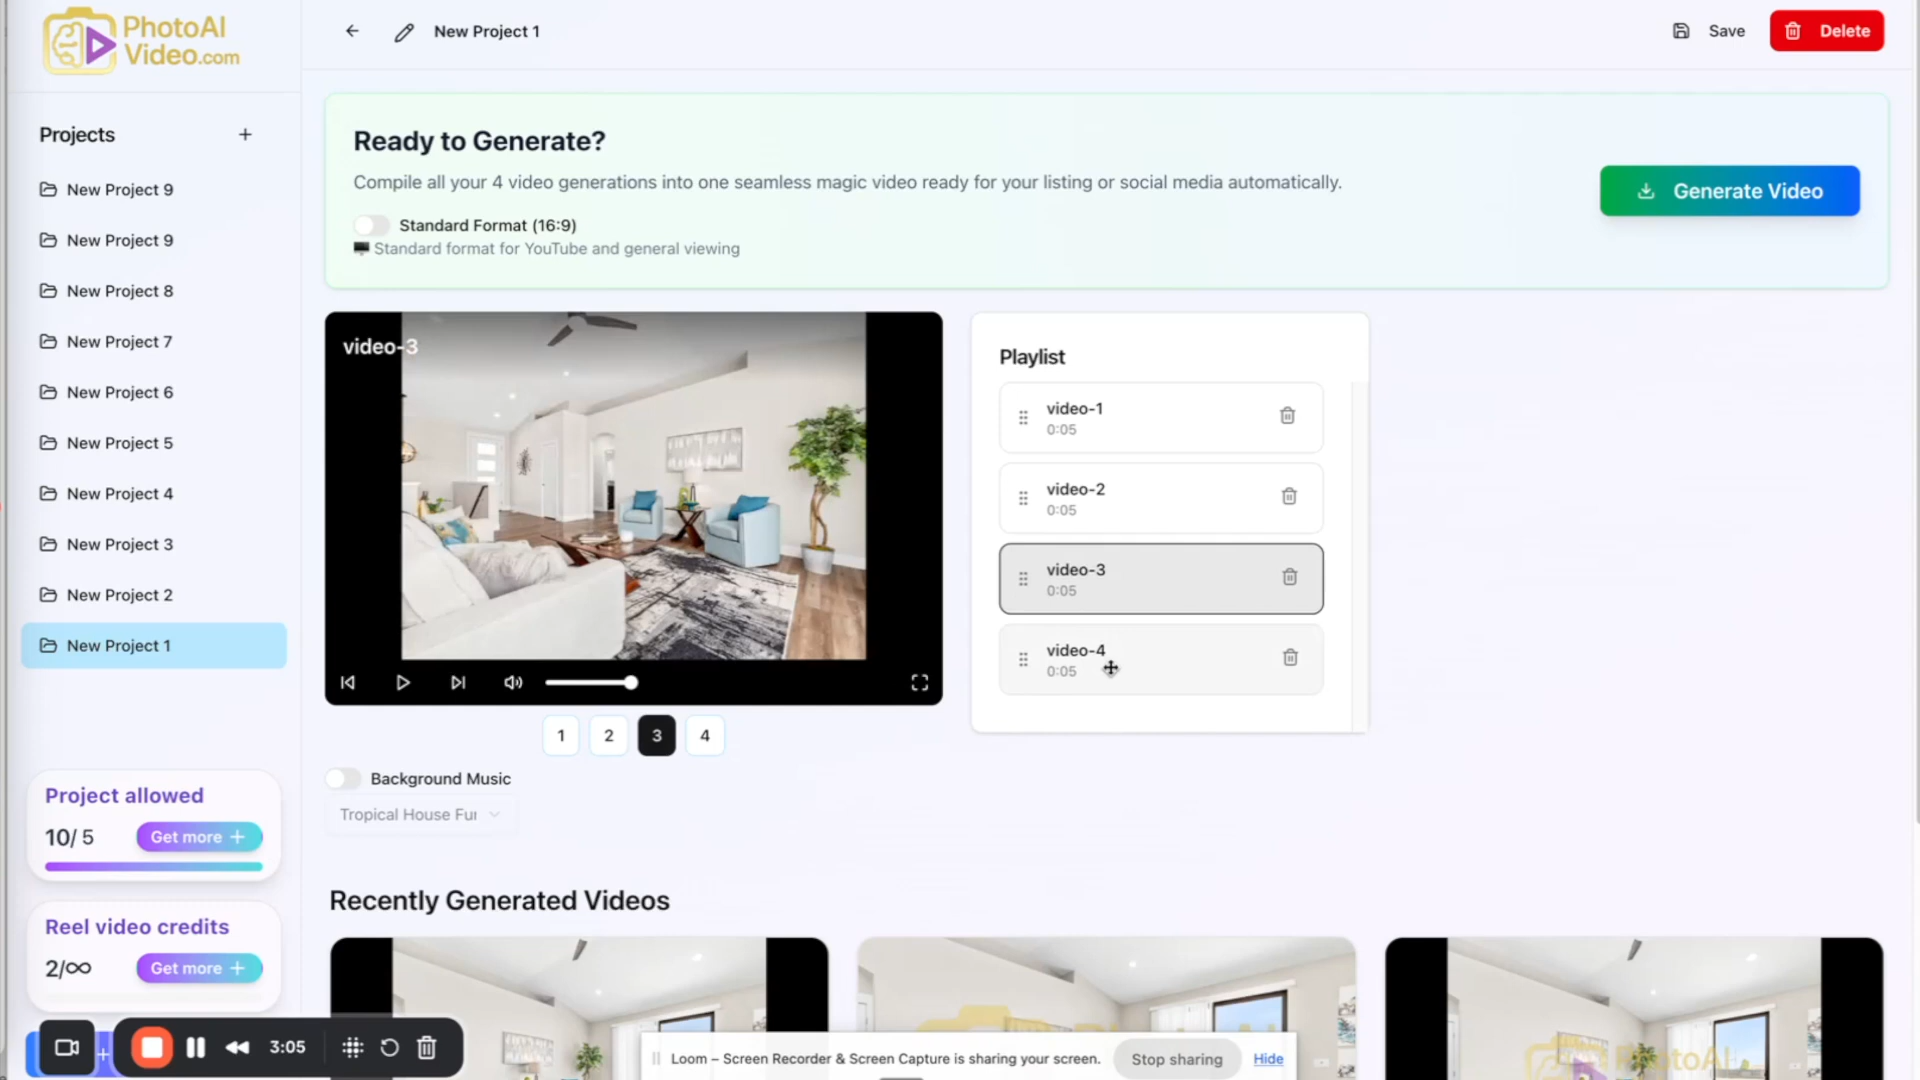 PhotoAI
Video.com
New Project 1
Save
Delete
Projects
+
New Project 9
New Project 9
New Project 8
New Project 7
New Project 6
New Project 5
New Project 4
New Project 3
New Project 2
New Project 1
Project allowed
10/ 5
Get more +
Reel video credits
2/∞
Get more +
Ready to Generate?
Compile all your 4 video generations into one seamless magic video ready for your listing or social media automatically.
Standard Format (16:9)
Standard format for YouTube and general viewing
Generate Video
video-3
1 2 3 4
Background Music
Tropical House Fur
Playlist
video-1
0:05
video-2
0:05
video-3
0:05
video-4
0:05
Recently Generated Videos
PhotoAI
3:05
Loom – Screen Recorder & Screen Capture is sharing your screen.
Stop sharing
Hide